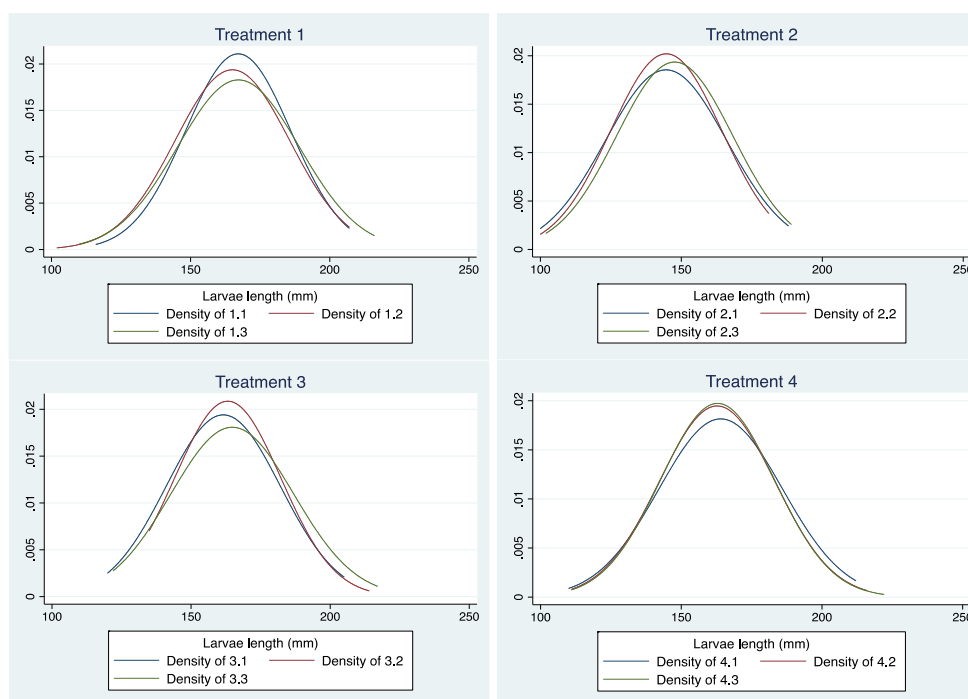 Treatment 1
.02
.015
.01
.005
0
100 150 200 250
Larvae length (mm)
Density of 1.1 Density of 1.2
Density of 1.3
Treatment 2
.02
.015
.01
.005
0
100 150 200 250
Larvae length (mm)
Density of 2.1 Density of 2.2
Density of 2.3
Treatment 3
.02
.015
.01
.005
0
100 150 200 250
Larvae length (mm)
Density of 3.1 Density of 3.2
Density of 3.3
Treatment 4
.02
.015
.01
.005
0
100 150 200 250
Larvae length (mm)
Density of 4.1 Density of 4.2
Density of 4.3